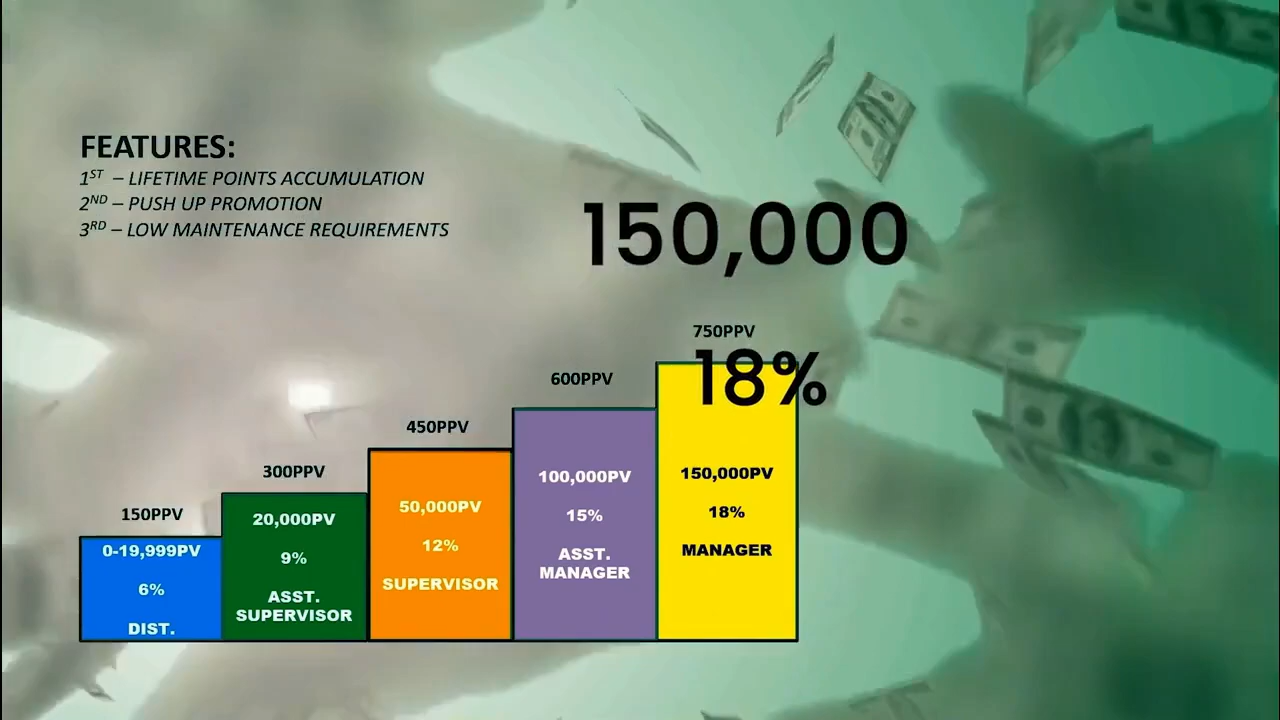 FEATURES:
1ST – LIFETIME POINTS ACCUMULATION
2ND – PUSH UP PROMOTION
3RD – LOW MAINTENANCE REQUIREMENTS
150,000
18%
150PPV
0-19,999PV
6%
DIST.
300PPV
20,000PV
9%
ASST.
SUPERVISOR
450PPV
50,000PV
12%
SUPERVISOR
600PPV
100,000PV
15%
ASST.
MANAGER
750PPV
150,000PV
18%
MANAGER